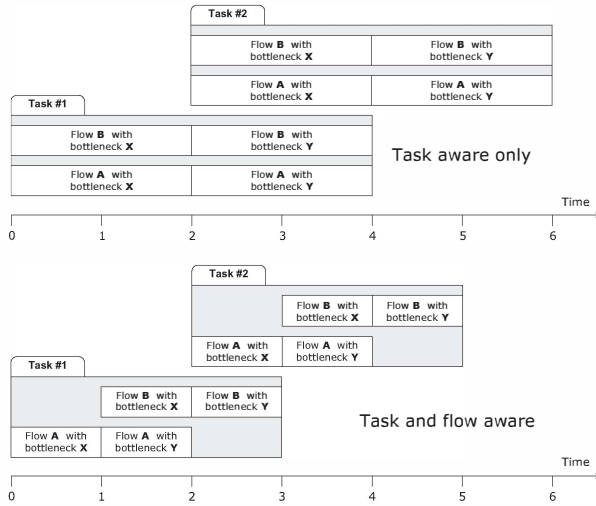 Task #2
Flow B with
bottleneck X
Flow B with
bottleneck Y
Flow A with
bottleneck X
Flow A with
bottleneck Y
Task #1
Flow B with
bottleneck X
Flow B with
bottleneck Y
Flow A with
bottleneck X
Flow A with
bottleneck Y
Task aware only
Time
0 1 2 3 4 5 6
Task #2
Flow B with
bottleneck X
Flow B with
bottleneck Y
Flow A with
bottleneck X
Flow A with
bottleneck Y
Task #1
Flow B with
bottleneck X
Flow B with
bottleneck Y
Flow A with
bottleneck X
Flow A with
bottleneck Y
Task and flow aware
Time
0 1 2 3 4 5 6